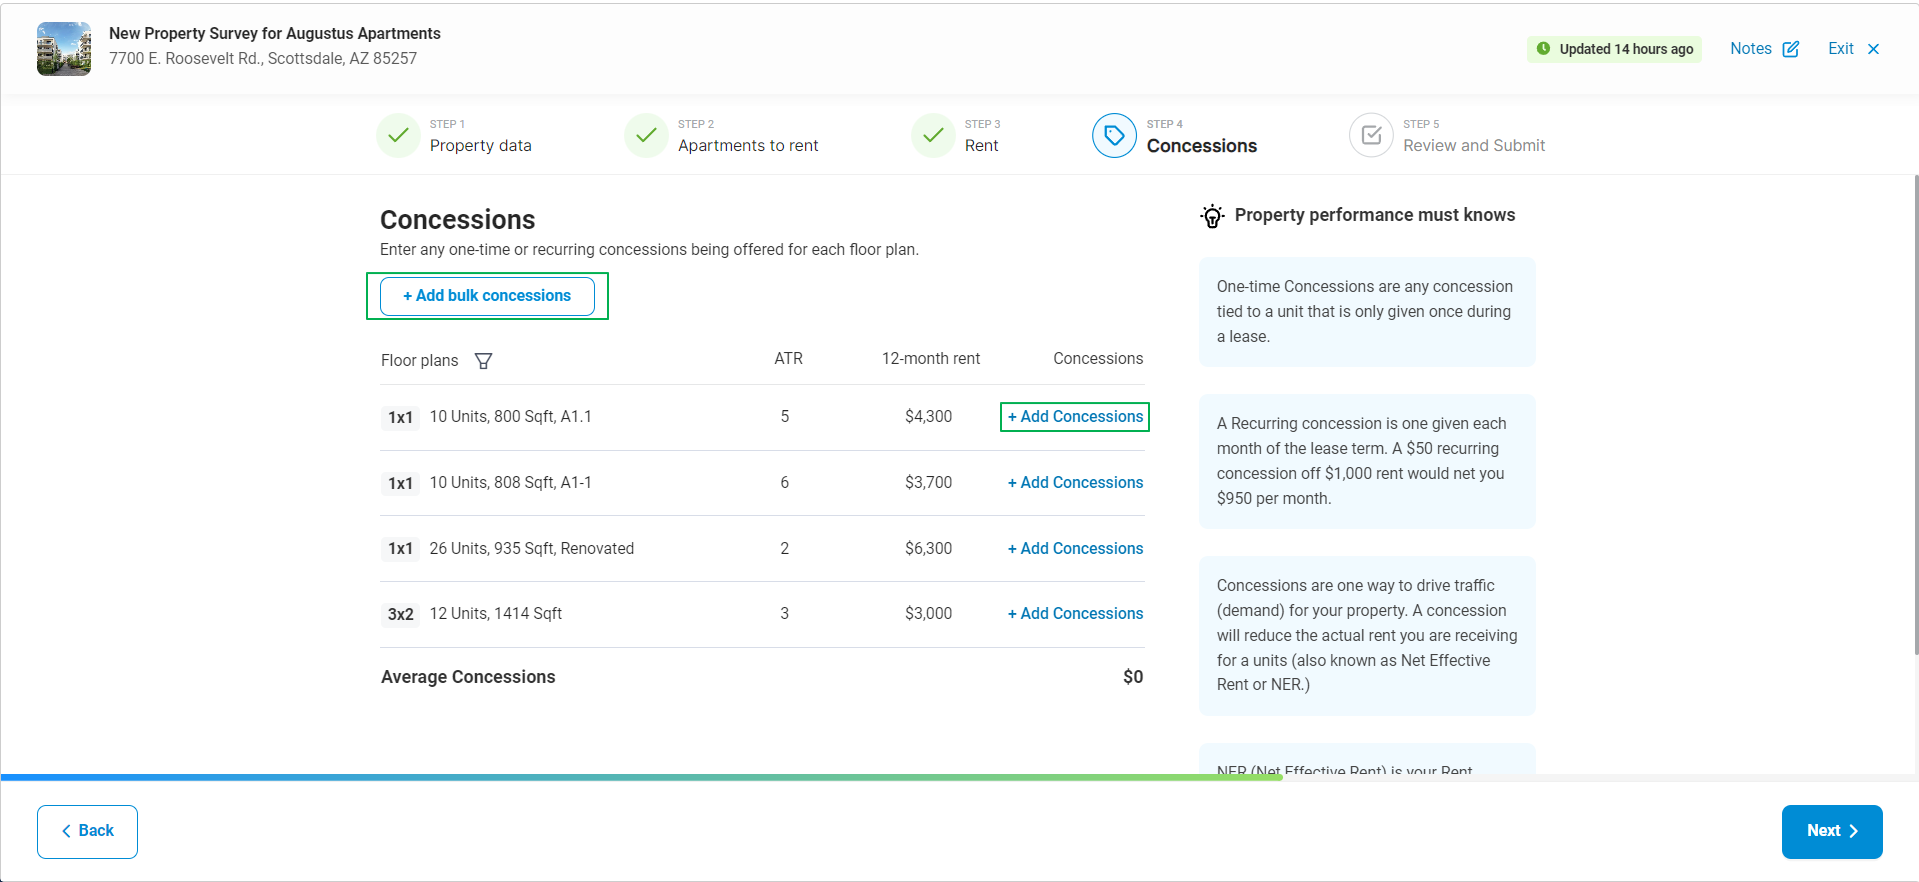 New Property Survey for Augustus Apartments
7700 E. Roosevelt Rd., Scottsdale, AZ 85257
Updated 14 hours ago
Notes
Exit
STEP 1
Property data
STEP 2
Apartments to rent
STEP 3
Rent
STEP 4
Concessions
STEP 5
Review and Submit
Concessions
Enter any one-time or recurring concessions being offered for each floor plan.
+ Add bulk concessions
Floor plans ATR 12-month rent Concessions
1x1 10 Units, 800 Sqft, A1.1 5 $4,300 + Add Concessions
1x1 10 Units, 808 Sqft, A1-1 6 $3,700 + Add Concessions
1x1 26 Units, 935 Sqft, Renovated 2 $6,300 + Add Concessions
3x2 12 Units, 1414 Sqft 3 $3,000 + Add Concessions
Average Concessions $0
Property performance must knows
One-time Concessions are any concession
tied to a unit that is only given once during
a lease.
A Recurring concession is one given each
month of the lease term. A $50 recurring
concession off $1,000 rent would net you
$950 per month.
Concessions are one way to drive traffic
(demand) for your property. A concession
will reduce the actual rent you are receiving
for a units (also known as Net Effective
Rent or NER.)
NER (Net Effective Rent) is your Rent
Back
Next